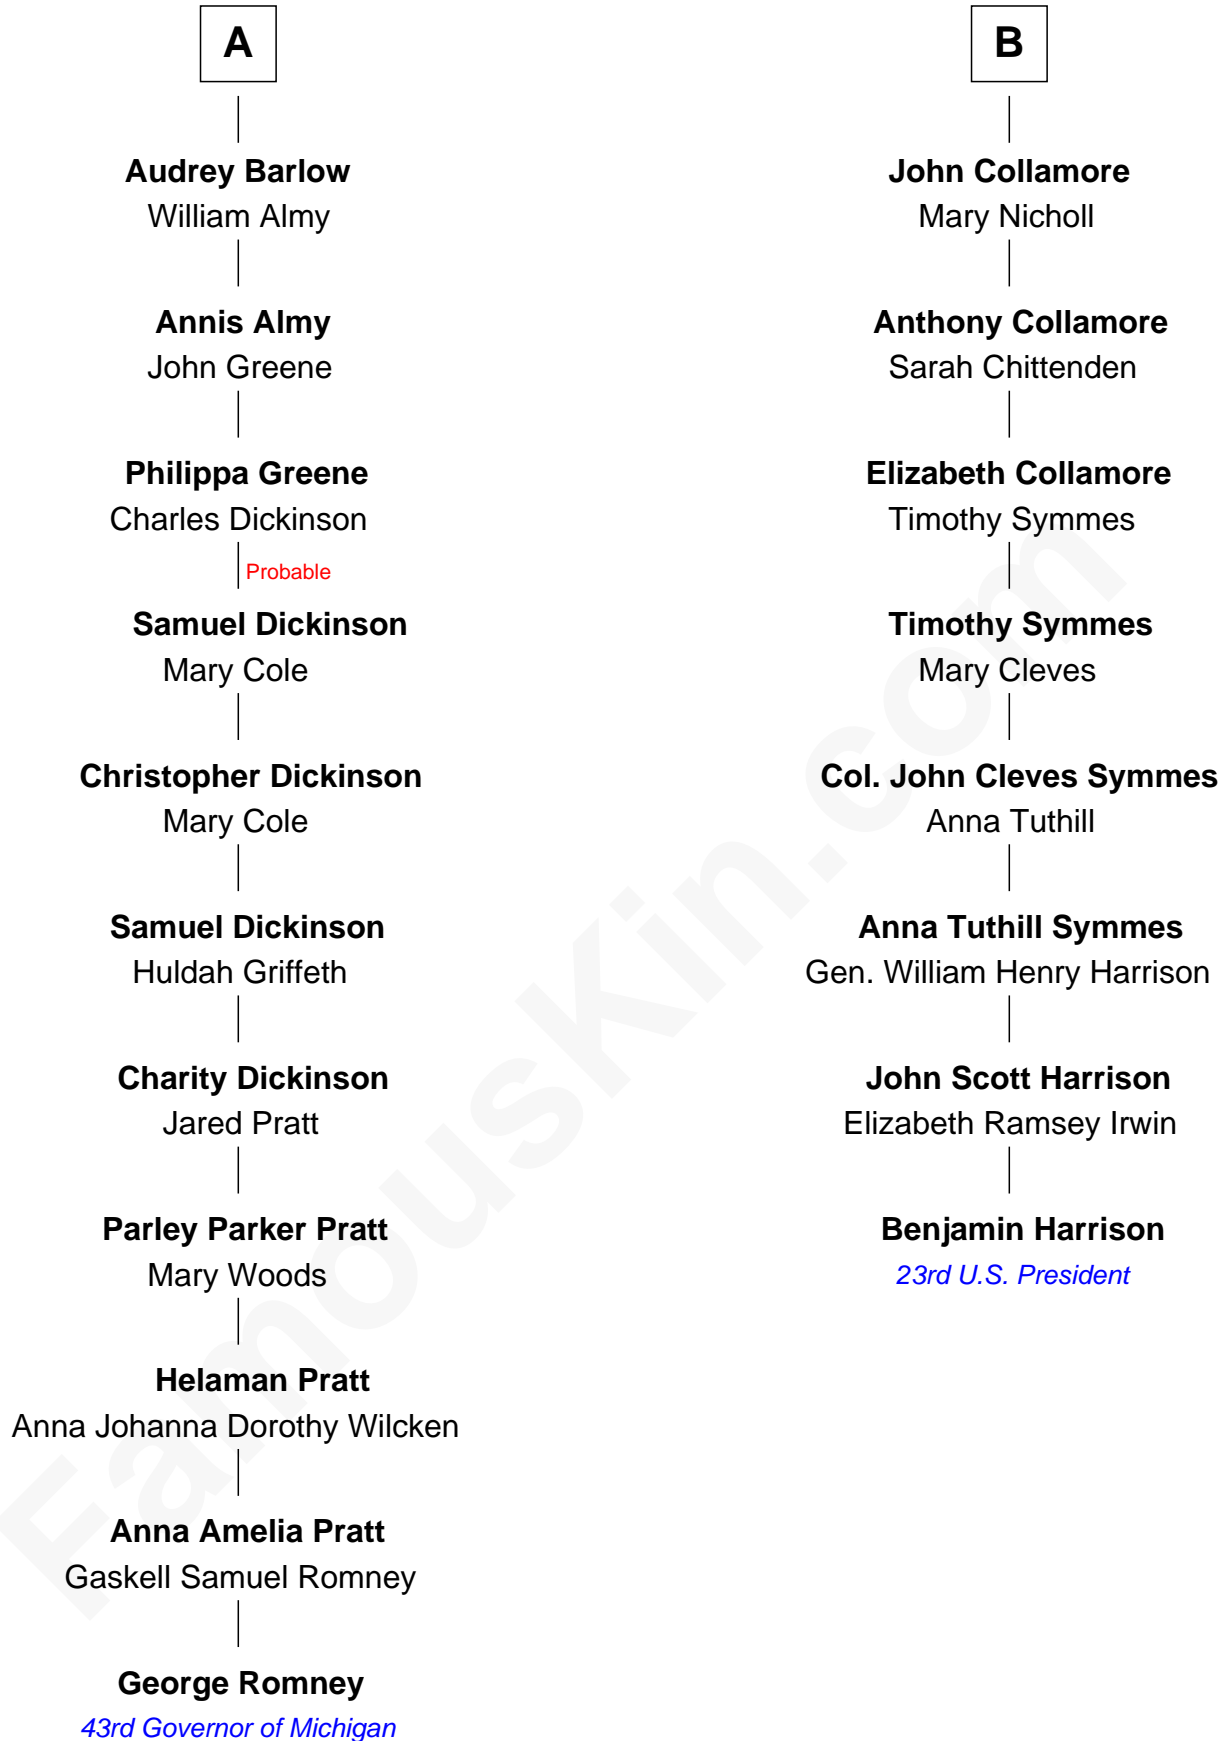 A
Audrey Barlow
William Almy
Annis Almy
John Greene
Philippa Greene
Charles Dickinson
Probable
Samuel Dickinson
Mary Cole
Christopher Dickinson
Mary Cole
Samuel Dickinson
Huldah Griffeth
Charity Dickinson
Jared Pratt
Parley Parker Pratt
Mary Woods
Helaman Pratt
Anna Johanna Dorothy Wilcken
Anna Amelia Pratt
Gaskell Samuel Romney
George Romney
43rd Governor of Michigan
B
John Collamore
Mary Nicholl
Anthony Collamore
Sarah Chittenden
Elizabeth Collamore
Timothy Symmes
Timothy Symmes
Mary Cleves
Col. John Cleves Symmes
Anna Tuthill
Anna Tuthill Symmes
Gen. William Henry Harrison
John Scott Harrison
Elizabeth Ramsey Irwin
Benjamin Harrison
23rd U.S. President
FamousKin.com